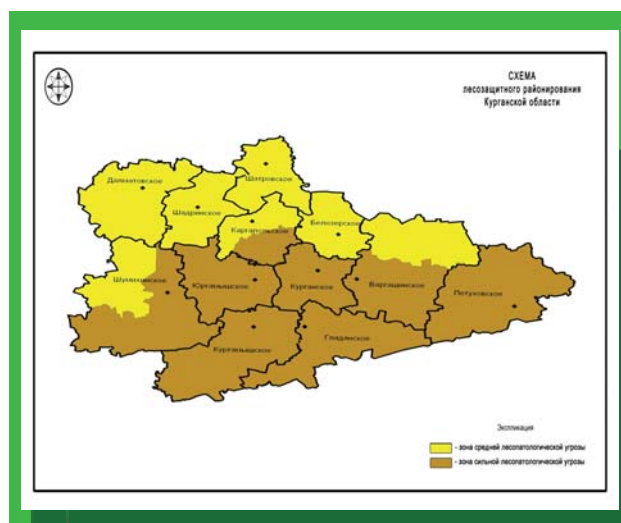 СХЕМА
лесозащитного районирования
Курганской области
Шатровское
Далматовское
Шадринское
Каргапольское
Белозерское
Шумихинское
Юргамышское
Курганское
Варгашинское
Петуховское
Куртамышское
Глядянское
Экспликация
- зона средней лесопатологической угрозы
- зона сильной лесопатологической угрозы